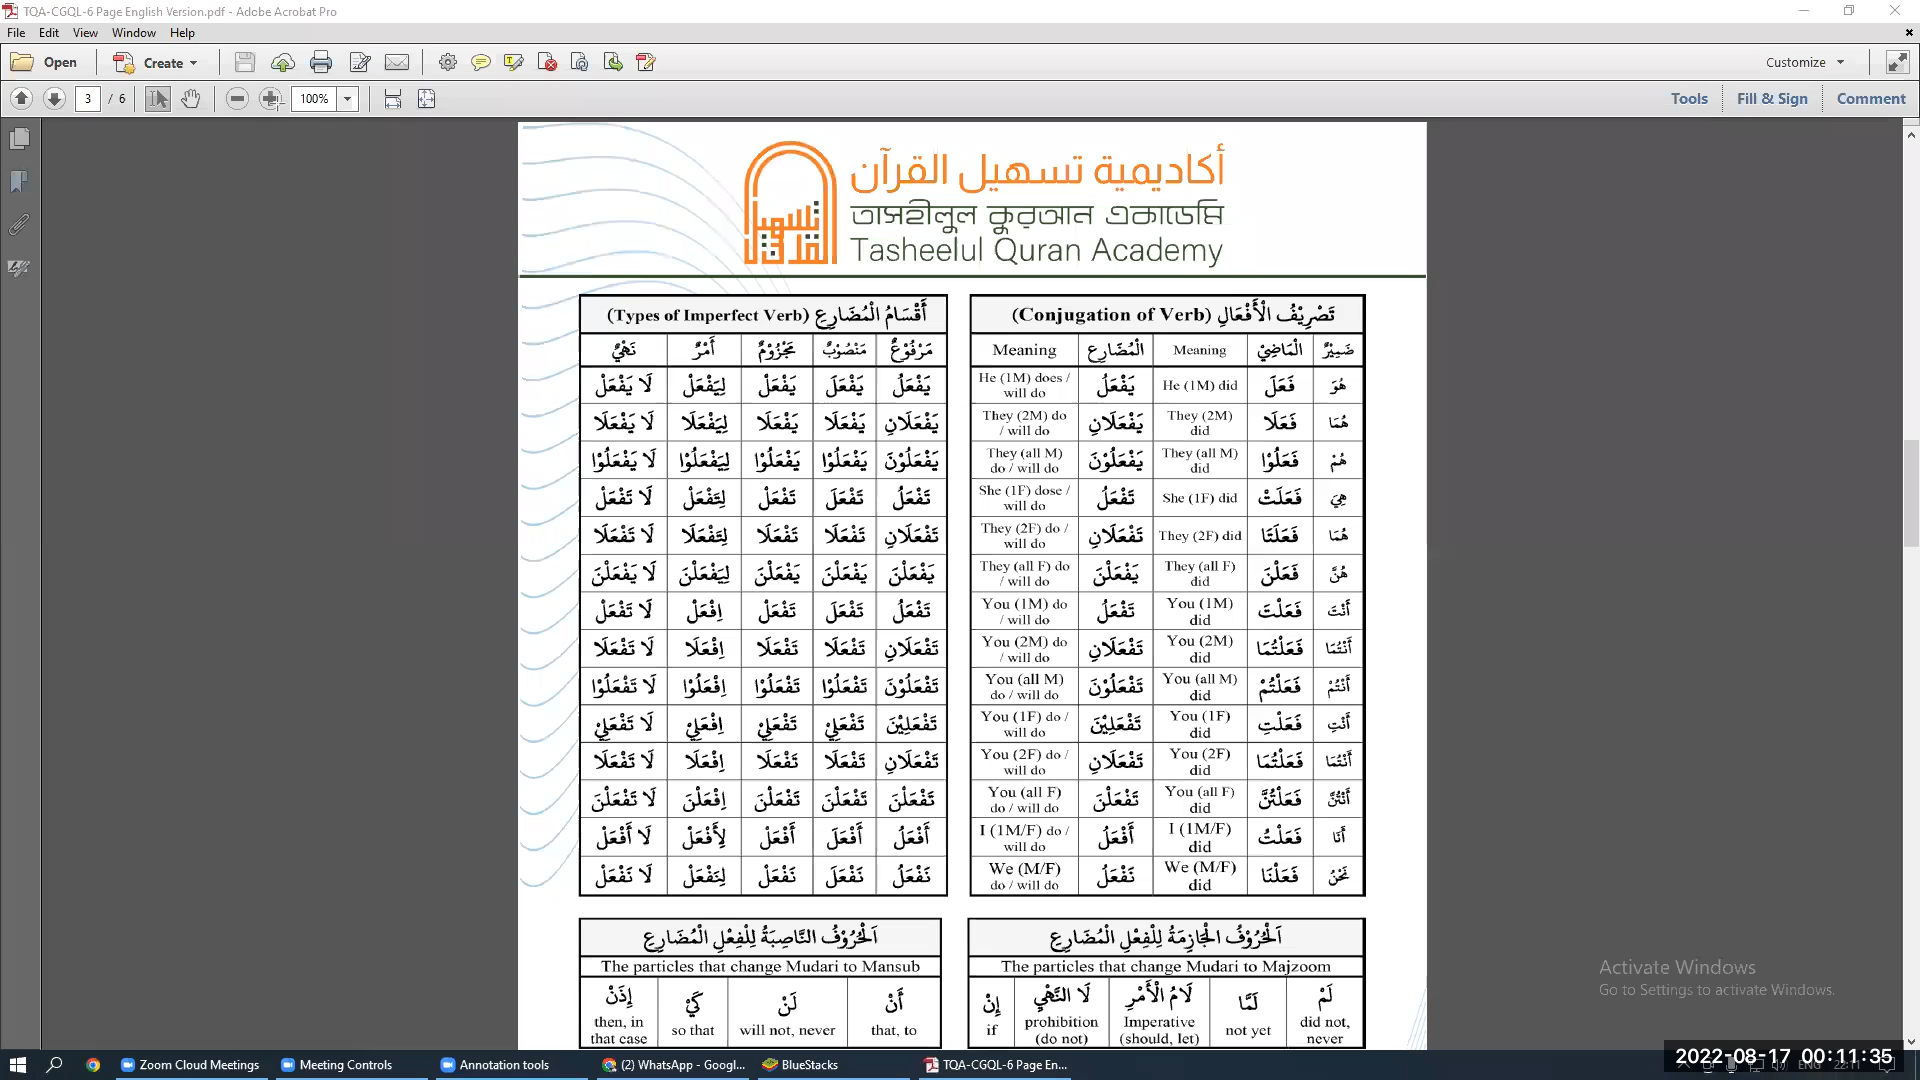 TQA-CGQL-6 Page English Version.pdf - Adobe Acrobat Pro
File Edit View Window Help
Open Create Customize
3 / 6 100% Tools Fill & Sign Comment
أكاديمية تسهيل القرآن
তাসহীলুল কুরআন একাডেমি
Tasheelul Quran Academy
تَصْرِيْفُ الْأَفْعَالِ (Conjugation of Verb)
ضَمِيْرٌ الْمَاضِيْ Meaning الْمُضَارِع Meaning
هُوَ فَعَلَ He (1M) did يَفْعَلُ He (1M) does / will do
هُمَا فَعَلَا They (2M) did يَفْعَلَانِ They (2M) do / will do
هُمْ فَعَلُوْا They (all M) did يَفْعَلُوْنَ They (all M) do / will do
هِيَ فَعَلَتْ She (1F) did تَفْعَلُ She (1F) dose / will do
هُمَا فَعَلَتَا They (2F) did تَفْعَلَانِ They (2F) do / will do
هُنَّ فَعَلْنَ They (all F) did يَفْعَلْنَ They (all F) do / will do
أَنْتَ فَعَلْتَ You (1M) did تَفْعَلُ You (1M) do / will do
أَنْتُمَا فَعَلْتُمَا You (2M) did تَفْعَلَانِ You (2M) do / will do
أَنْتُمْ فَعَلْتُمْ You (all M) did تَفْعَلُوْنَ You (all M) do / will do
أَنْتِ فَعَلْتِ You (1F) did تَفْعَلِيْنَ You (1F) do / will do
أَنْتُمَا فَعَلْتُمَا You (2F) did تَفْعَلَانِ You (2F) do / will do
أَنْتُنَّ فَعَلْتُنَّ You (all F) did تَفْعَلْنَ You (all F) do / will do
أَنَا فَعَلْتُ I (1M/F) did أَفْعَلُ I (1M/F) do / will do
نَحْنُ فَعَلْنَا We (M/F) did نَفْعَلُ We (M/F) do / will do
أَقْسَامُ الْمُضَارِعِ (Types of Imperfect Verb)
مَرْفُوْعٌ مَنْصُوْبٌ مَجْزُوْمٌ أَمْرٌ نَهْيٌ
يَفْعَلُ يَفْعَلَ يَفْعَلْ لِيَفْعَلْ لَا يَفْعَلْ
يَفْعَلَانِ يَفْعَلَا يَفْعَلَا لِيَفْعَلَا لَا يَفْعَلَا
يَفْعَلُوْنَ يَفْعَلُوْا يَفْعَلُوْا لِيَفْعَلُوْا لَا يَفْعَلُوْا
تَفْعَلُ تَفْعَلَ تَفْعَلْ لِتَفْعَلْ لَا تَفْعَلْ
تَفْعَلَانِ تَفْعَلَا تَفْعَلَا لِتَفْعَلَا لَا تَفْعَلَا
يَفْعَلْنَ يَفْعَلْنَ يَفْعَلْنَ لِيَفْعَلْنَ لَا يَفْعَلْنَ
تَفْعَلُ تَفْعَلَ تَفْعَلْ اِفْعَلْ لَا تَفْعَلْ
تَفْعَلَانِ تَفْعَلَا تَفْعَلَا اِفْعَلَا لَا تَفْعَلَا
تَفْعَلُوْنَ تَفْعَلُوْا تَفْعَلُوْا اِفْعَلُوْا لَا تَفْعَلُوْا
تَفْعَلِيْنَ تَفْعَلِيْ تَفْعَلِيْ اِفْعَلِيْ لَا تَفْعَلِيْ
تَفْعَلَانِ تَفْعَلَا تَفْعَلَا اِفْعَلَا لَا تَفْعَلَا
تَفْعَلْنَ تَفْعَلْنَ تَفْعَلْنَ اِفْعَلْنَ لَا تَفْعَلْنَ
أَفْعَلُ أَفْعَلَ أَفْعَلْ لِأَفْعَلْ لَا أَفْعَلْ
نَفْعَلُ نَفْعَلَ نَفْعَلْ لِنَفْعَلْ لَا نَفْعَلْ
اَلْحُرُوْفُ الْجَازِمَةُ لِلْفِعْلِ الْمُضَارِعِ
The particles that change Mudari to Majzoom
لَمْ لَمَّا لَامُ الْأَمْرِ لَا النَّهْيِ إِنْ
did not, never not yet Imperative (should, let) prohibition (do not) if
اَلْحُرُوْفُ النَّاصِبَةُ لِلْفِعْلِ الْمُضَارِعِ
The particles that change Mudari to Mansub
أَنْ لَنْ كَيْ إِذَنْ
that, to will not, never so that then, in that case
Activate Windows
Go to Settings to activate Windows.
Zoom Cloud Meetings Meeting Controls Annotation tools (2) WhatsApp - Googl... BlueStacks TQA-CGQL-6 Page En...
2022-08-17 00:11:35